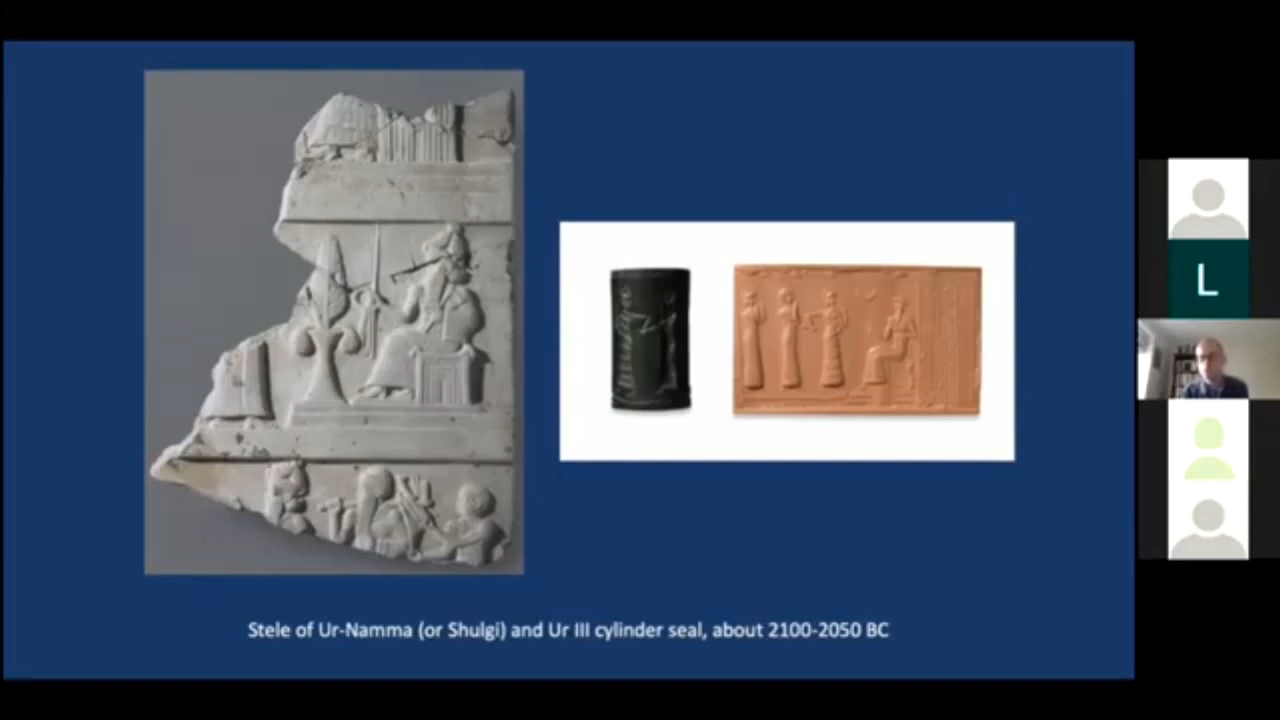 Stele of Ur-Namma (or Shulgi) and Ur III cylinder seal, about 2100-2050 BC
L